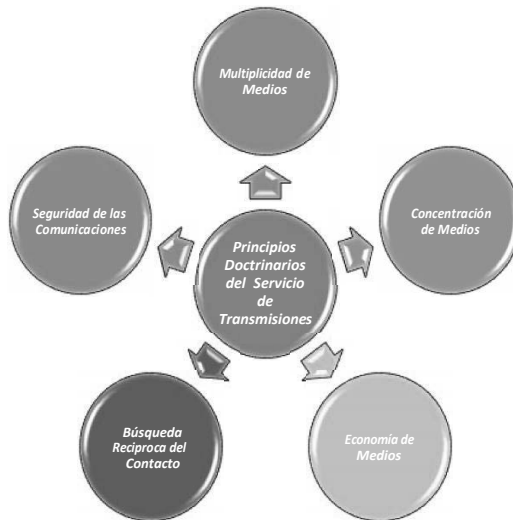 Multiplicidad de
Medios
Seguridad de las
Comunicaciones
Concentración
de Medios
Principios
Doctrinarios
del Servicio
de
Transmisiones
Búsqueda
Reciproca del
Contacto
Economía de
Medios